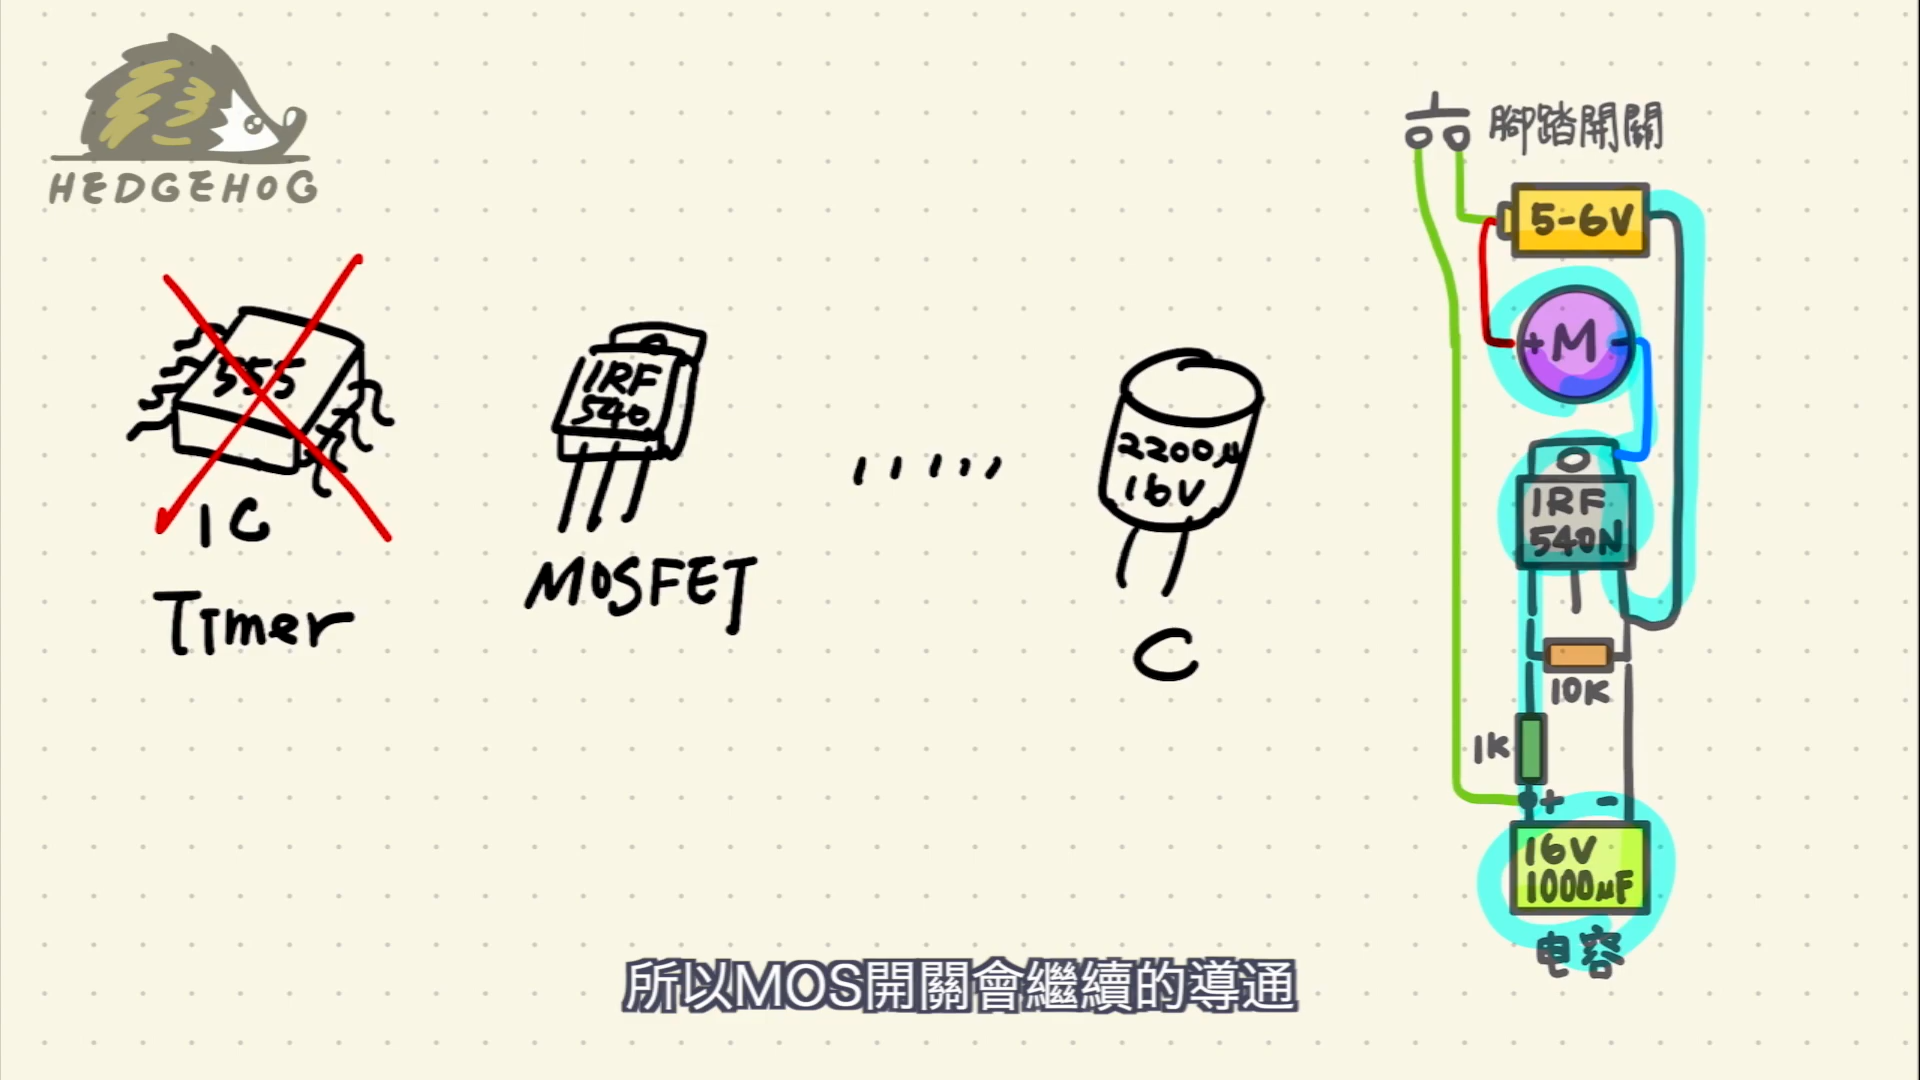 HEDGEHOG
555
IC
Timer
IRF
540
MOSFET
2200μ
16V
C
腳踏開關
5-6V
+M-
IRF
540N
10K
1K
+ -
16V
1000μF
电容
所以MOS開關會繼續的導通